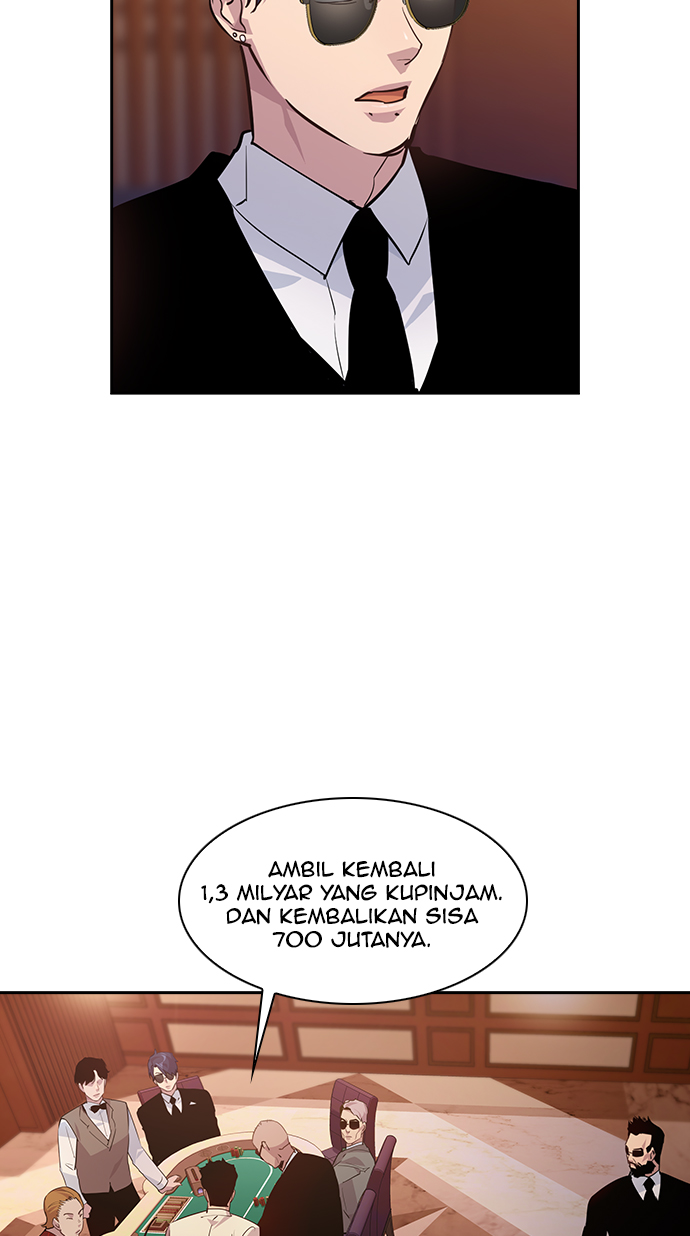 AMBIL KEMBALI
1,3 MILYAR YANG KUPINJAM.
DAN KEMBALIKAN SISA
700 JUTANYA.